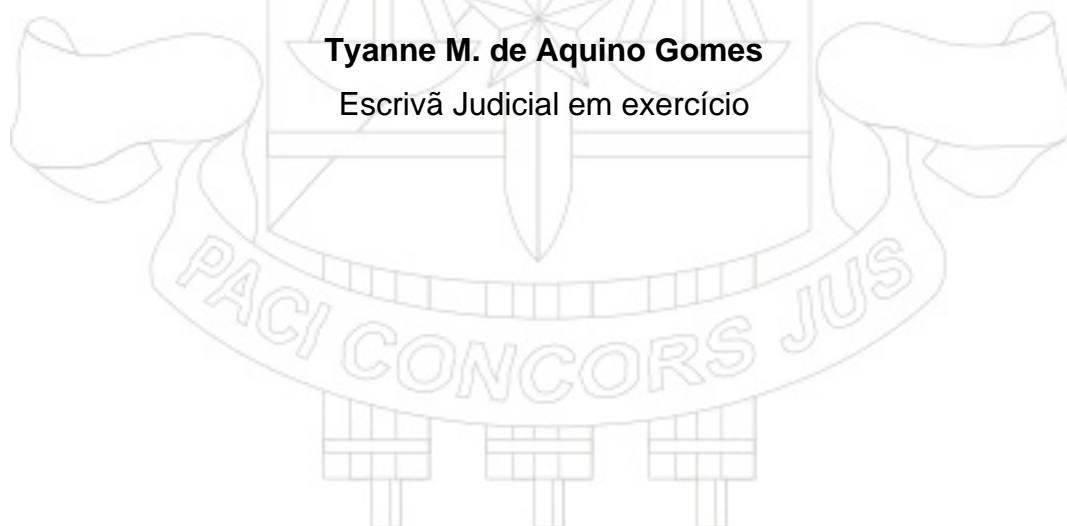 Tyanne M. de Aquino Gomes
Escrivã Judicial em exercício
PACI CONCORS JUS